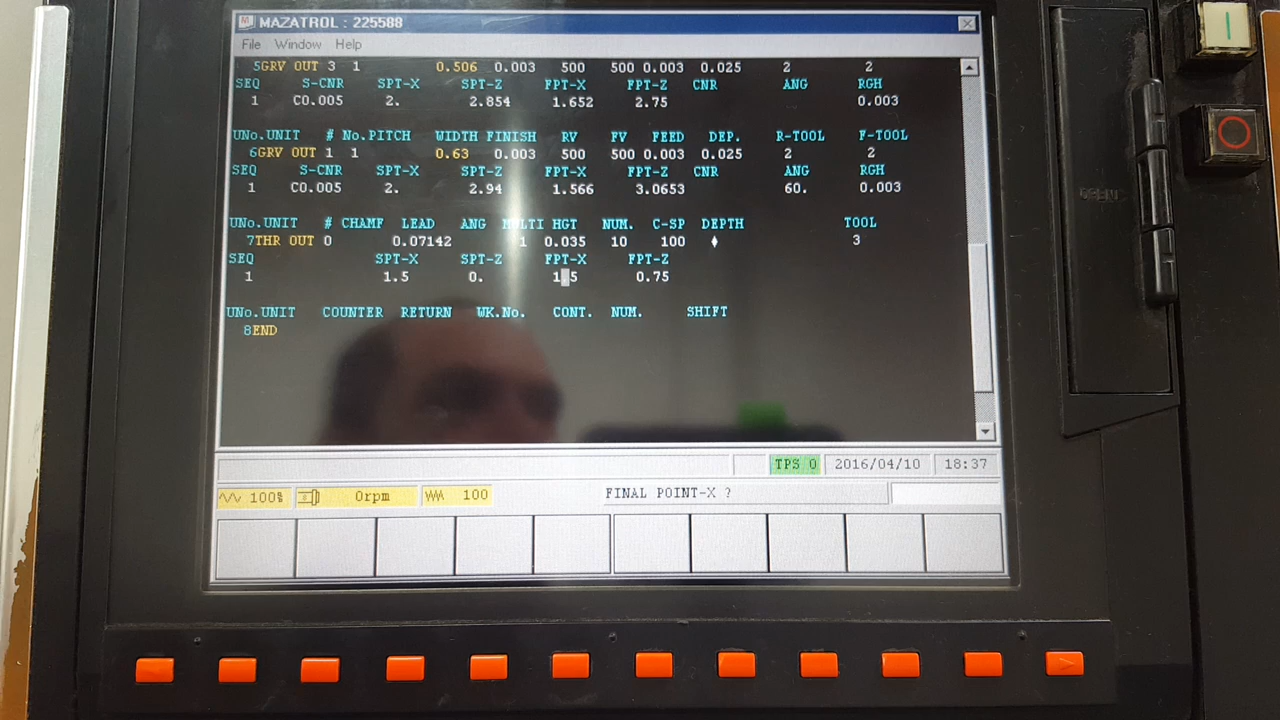 MAZATROL : 225588
File Window Help
5GRV OUT 3 1 0.506 0.003 500 500 0.003 0.025 2 2
SEQ S-CNR SPT-X SPT-Z FPT-X FPT-Z CNR ANG RGH
1 C0.005 2. 2.854 1.652 2.75 0.003
UNo.UNIT # No.PITCH WIDTH FINISH RV FV FEED DEP. R-TOOL F-TOOL
6GRV OUT 1 1 0.63 0.003 500 500 0.003 0.025 2 2
SEQ S-CNR SPT-X SPT-Z FPT-X FPT-Z CNR ANG RGH
1 C0.005 2. 2.94 1.566 3.0653 60. 0.003
UNo.UNIT # CHAMF LEAD ANG MULTI HGT NUM. C-SP DEPTH TOOL
7THR OUT 0 0.07142 1 0.035 10 100 ♦ 3
SEQ SPT-X SPT-Z FPT-X FPT-Z
1 1.5 0. 1.5 0.75
UNo.UNIT COUNTER RETURN WK.No. CONT. NUM. SHIFT
8END
TPS 0 2016/04/10 18:37
100% 0rpm 100 FINAL POINT-X ?